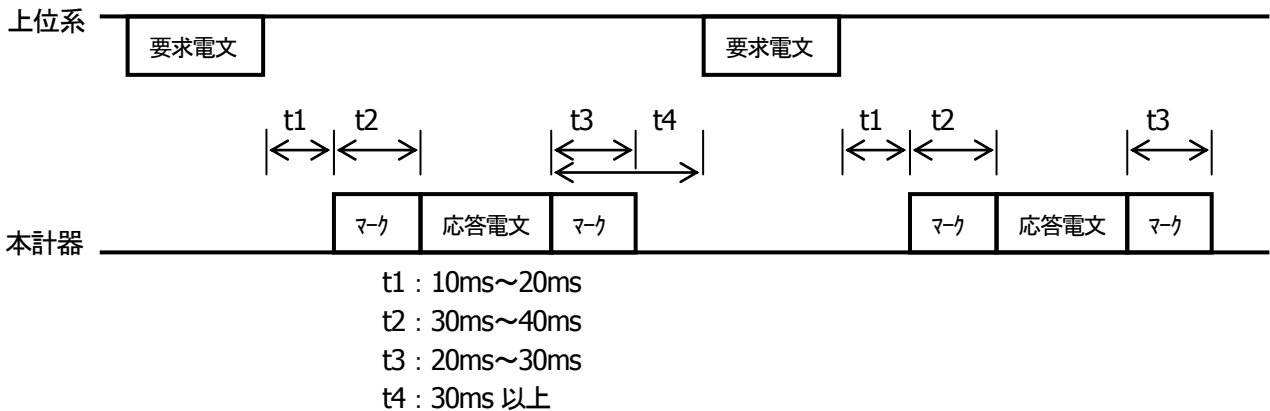 上位系
要求電文 要求電文
t1 t2 t3 t4 t1 t2 t3
ﾏｰｸ 応答電文 ﾏｰｸ ﾏｰｸ 応答電文 ﾏｰｸ
本計器
t1：10ms～20ms
t2：30ms～40ms
t3：20ms～30ms
t4：30ms 以上